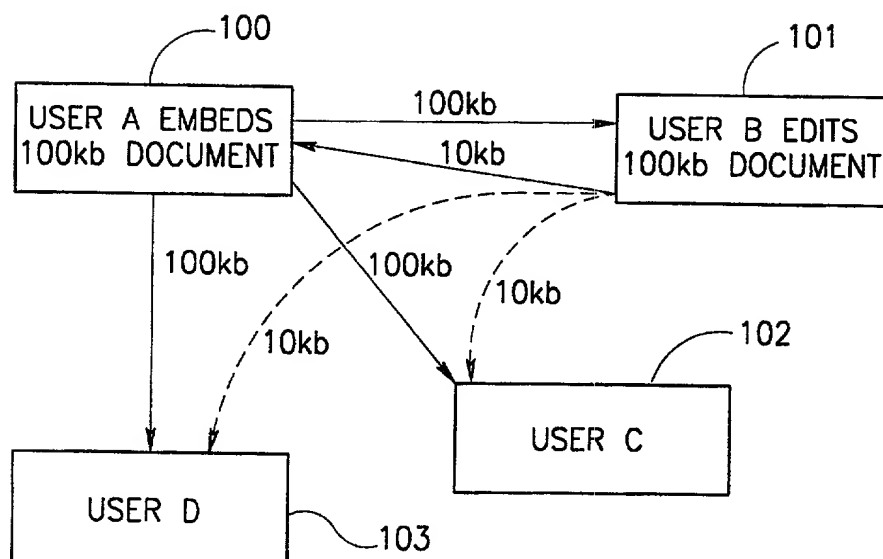 100
101
USER A EMBEDS
100kb DOCUMENT
100kb
10kb
USER B EDITS
100kb DOCUMENT
100kb
100kb
10kb
10kb
102
USER C
USER D
103